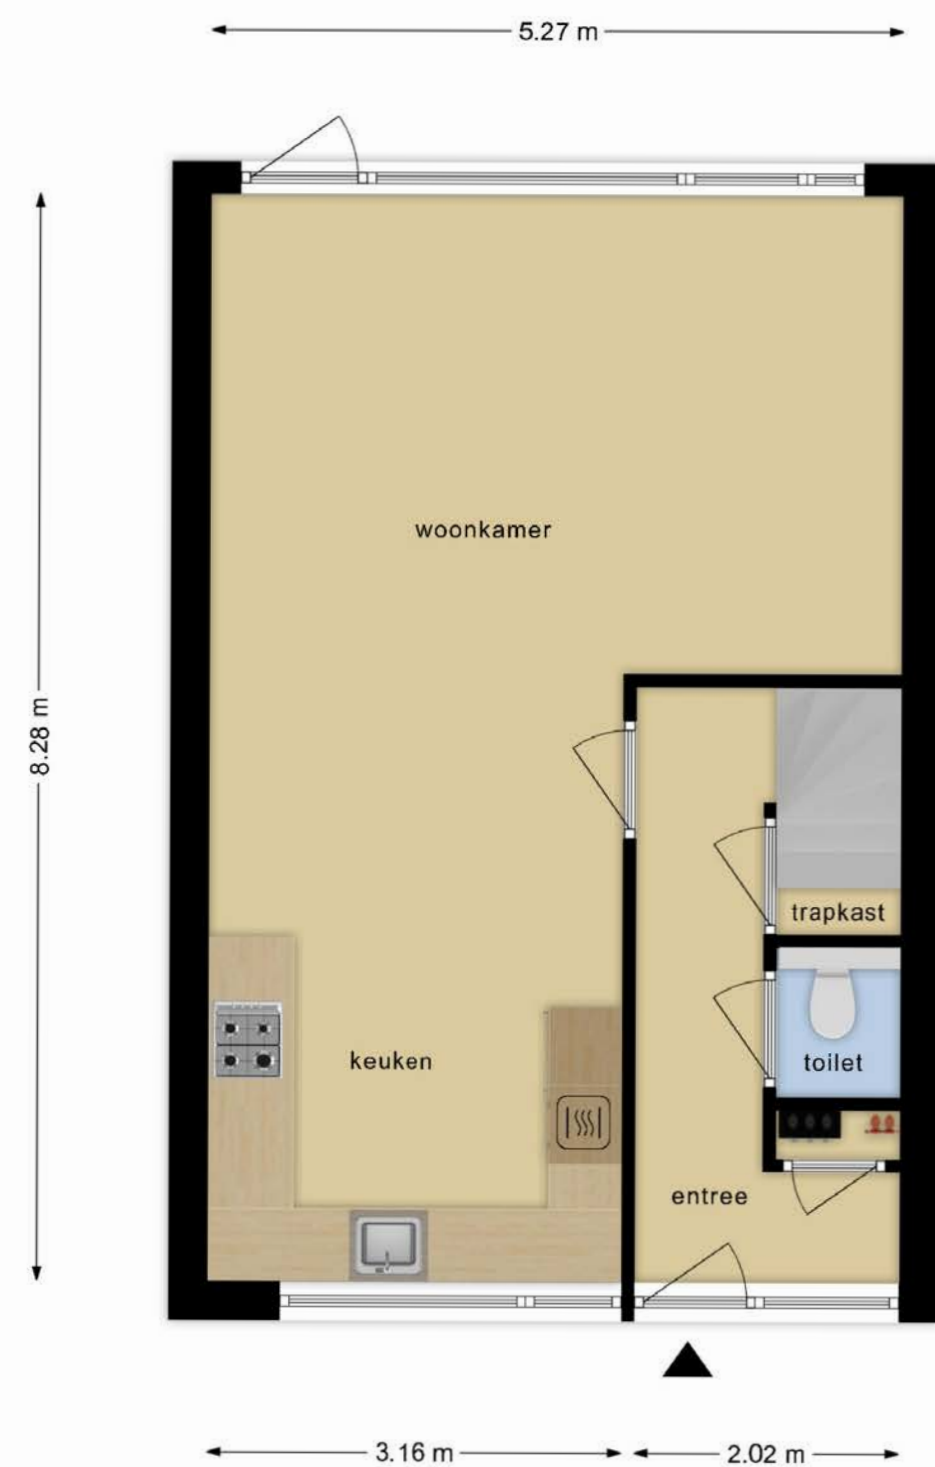 5.27 m
woonkamer
8.28 m
trapkast
keuken
toilet
entree
3.16 m
2.02 m